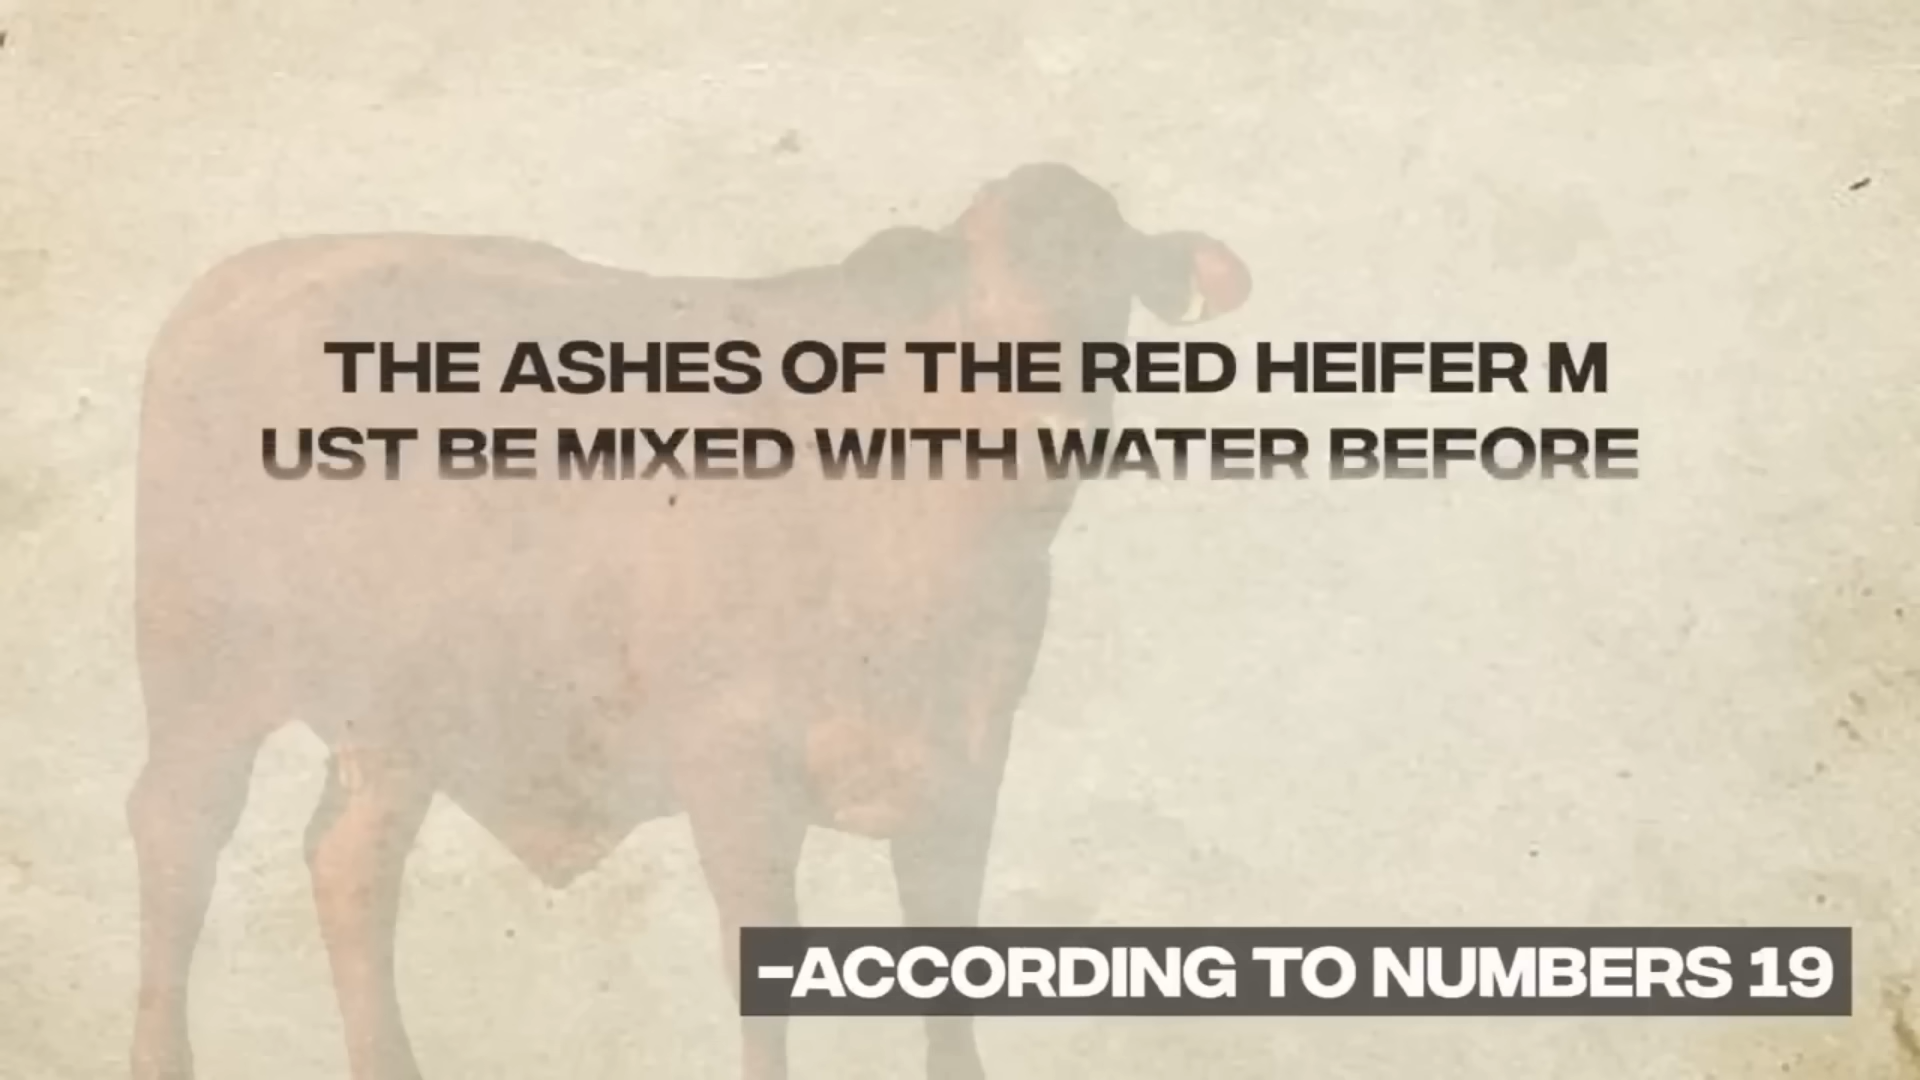 THE ASHES OF THE RED HEIFER M
UST BE MIXED WITH WATER BEFORE
–ACCORDING TO NUMBERS 19